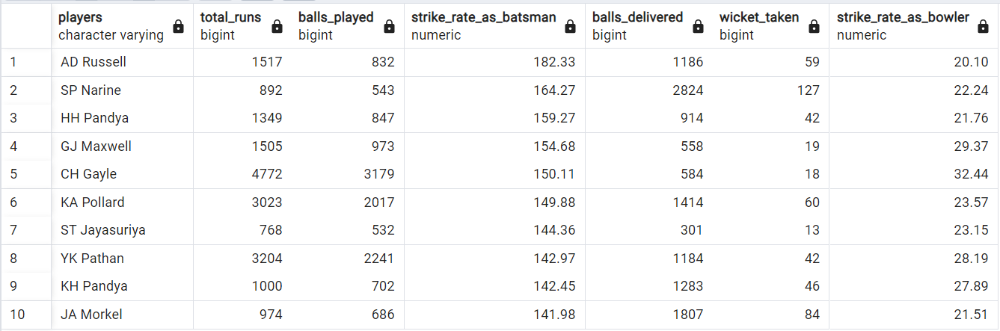 players total_runs balls_played strike_rate_as_batsman balls_delivered wicket_taken strike_rate_as_bowler
character varying bigint bigint numeric bigint bigint numeric
1 AD Russell 1517 832 182.33 1186 59 20.10
2 SP Narine 892 543 164.27 2824 127 22.24
3 HH Pandya 1349 847 159.27 914 42 21.76
4 GJ Maxwell 1505 973 154.68 558 19 29.37
5 CH Gayle 4772 3179 150.11 584 18 32.44
6 KA Pollard 3023 2017 149.88 1414 60 23.57
7 ST Jayasuriya 768 532 144.36 301 13 23.15
8 YK Pathan 3204 2241 142.97 1184 42 28.19
9 KH Pandya 1000 702 142.45 1283 46 27.89
10 JA Morkel 974 686 141.98 1807 84 21.51